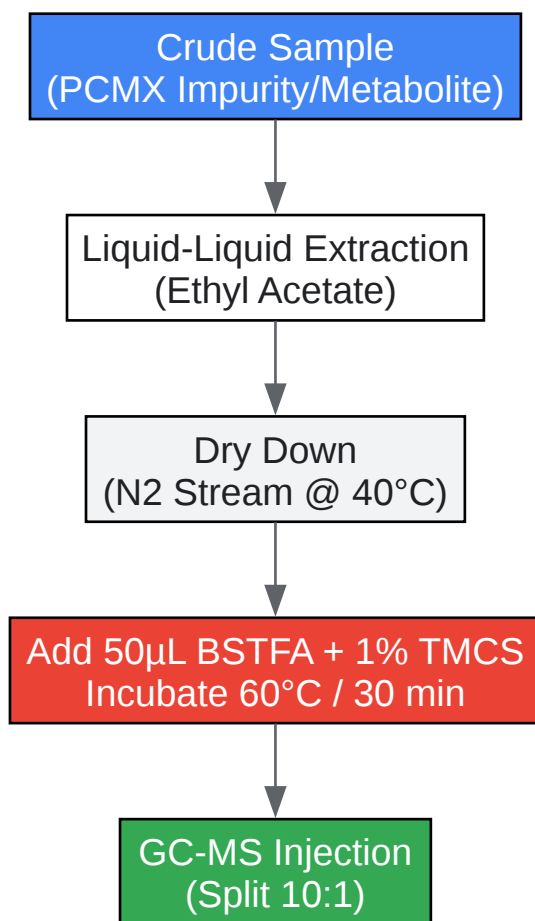 Crude Sample
(PCMX Impurity/Metabolite)
Liquid-Liquid Extraction
(Ethyl Acetate)
Dry Down
(N2 Stream @ 40°C)
Add 50µL BSTFA + 1% TMCS
Incubate 60°C / 30 min
GC-MS Injection
(Split 10:1)